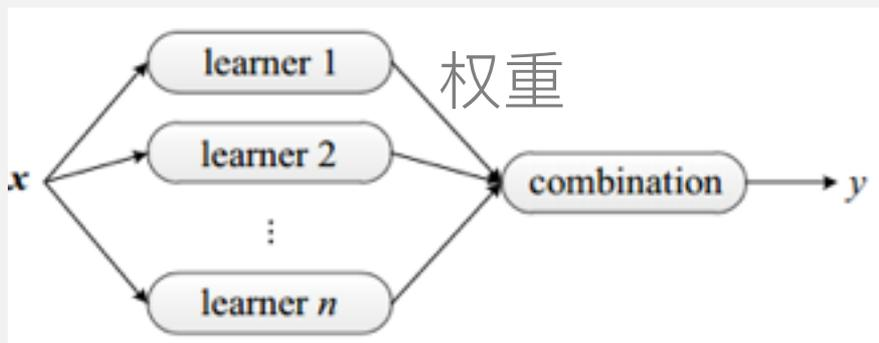 learner 1
权重
learner 2
x
combination
y
⋮
learner n